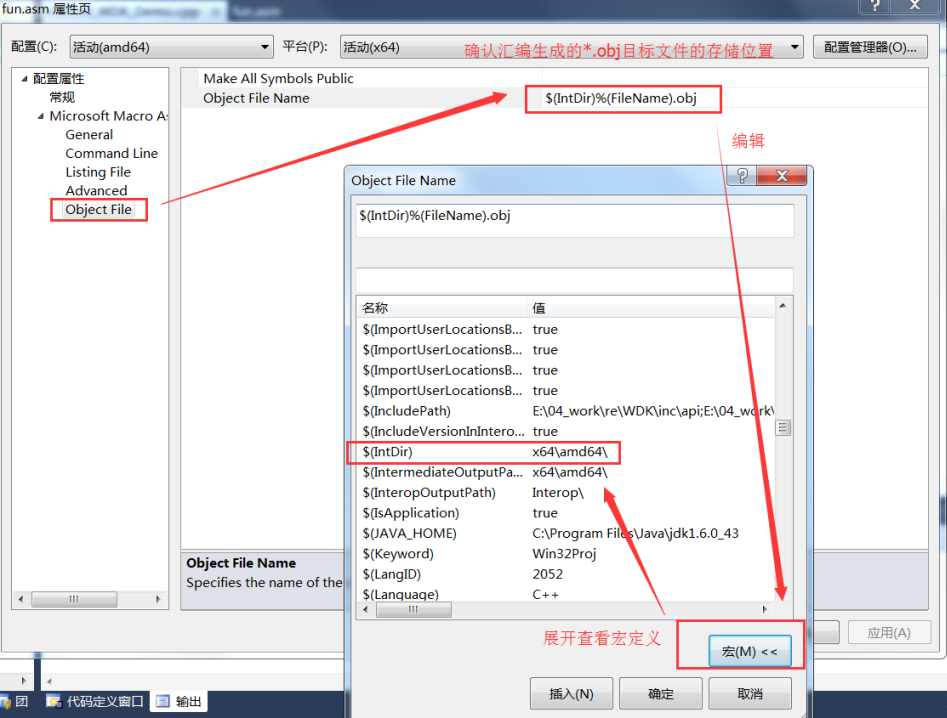 fun.asm 属性页
fun.asm
配置(C):
活动(amd64)
平台(P):
活动(x64)
确认汇编生成的*.obj目标文件的存储位置
配置管理器(O)...
配置属性
常规
Microsoft Macro As
General
Command Line
Listing File
Advanced
Object File
Make All Symbols Public
Object File Name
$(IntDir)%(FileName).obj
编辑
Object File Name
$(IntDir)%(FileName).obj
名称 值
$(ImportUserLocationsB... true
$(ImportUserLocationsB... true
$(ImportUserLocationsB... true
$(ImportUserLocationsB... true
$(IncludePath) E:\04_work\re\WDK\inc\api;E:\04_work\
$(IncludeVersionInIntero... true
$(IntDir) x64\amd64\
$(IntermediateOutputPa... x64\amd64\
$(InteropOutputPath) Interop\
$(IsApplication) true
$(JAVA_HOME) C:\Program Files\Java\jdk1.6.0_43
$(Keyword) Win32Proj
$(LangID) 2052
$(Language) C++
Object File Name
Specifies the name of the
展开查看宏定义
宏(M) <<
应用(A)
插入(N)
确定
取消
团
代码定义窗口
输出